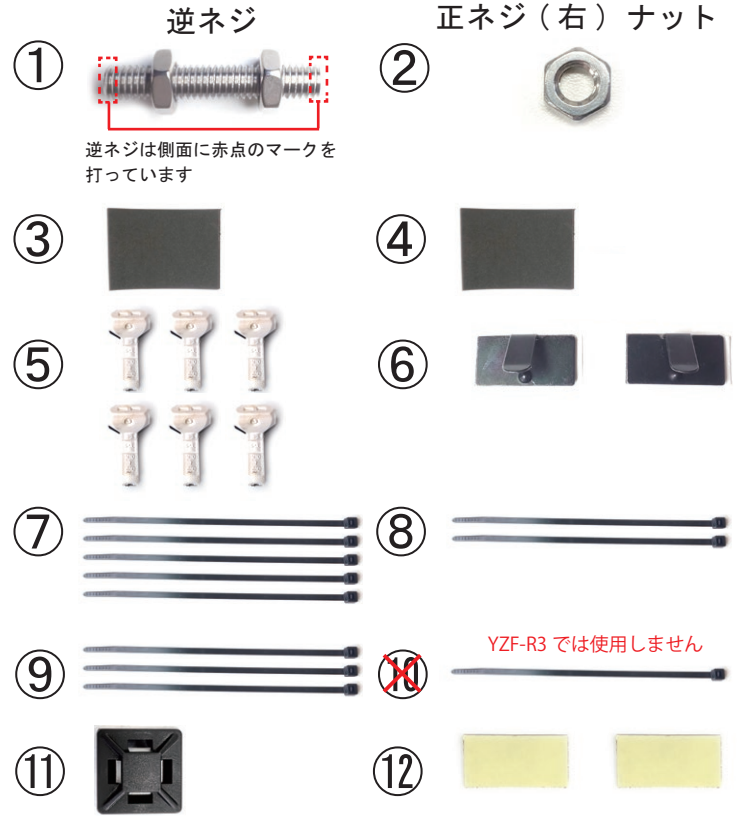 逆ネジ
正ネジ（右）ナット
①
②
逆ネジは側面に赤点のマークを
打っています
③
④
⑤
⑥
⑦
⑧
YZF-R3 では使用しません
⑨
⑩
⑪
⑫